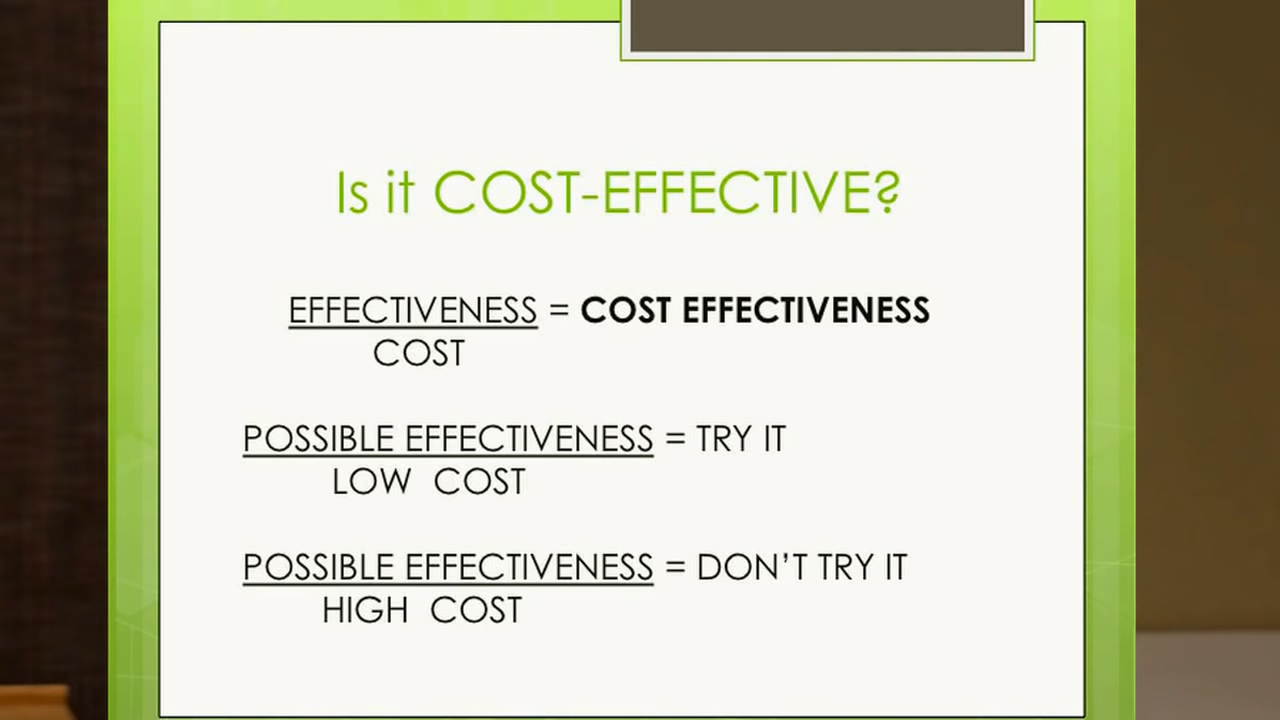 Is it COST-EFFECTIVE?
EFFECTIVENESS = COST EFFECTIVENESS
COST
POSSIBLE EFFECTIVENESS = TRY IT
LOW COST
POSSIBLE EFFECTIVENESS = DON’T TRY IT
HIGH COST